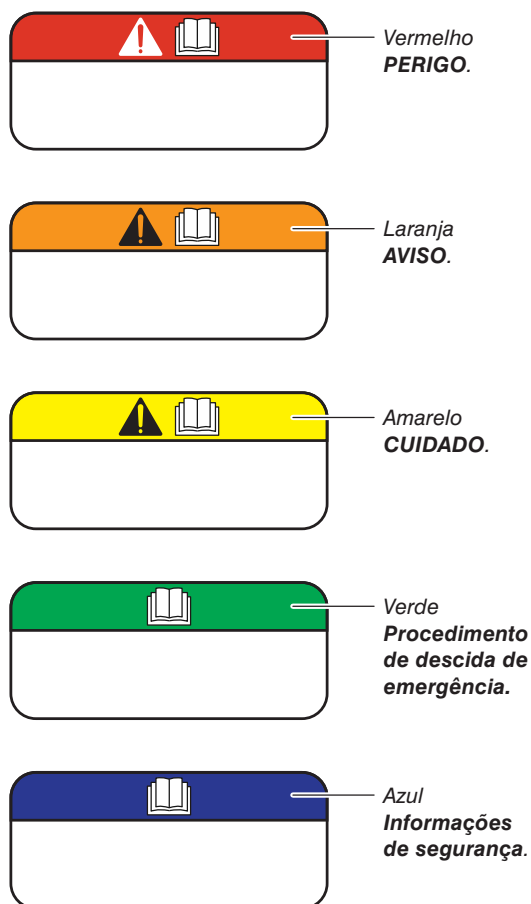 Vermelho
PERIGO.
Laranja
AVISO.
Amarelo
CUIDADO.
Verde
Procedimento
de descida de
emergência.
Azul
Informações
de segurança.